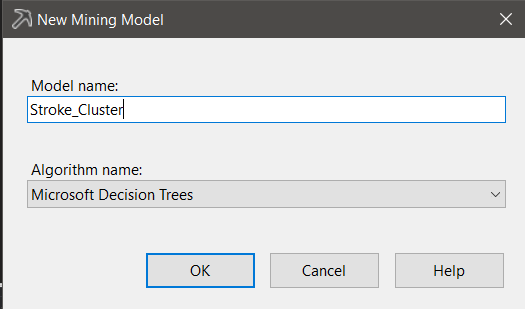 New Mining Model
Model name:
Stroke_Cluster
Algorithm name:
Microsoft Decision Trees
OK Cancel Help